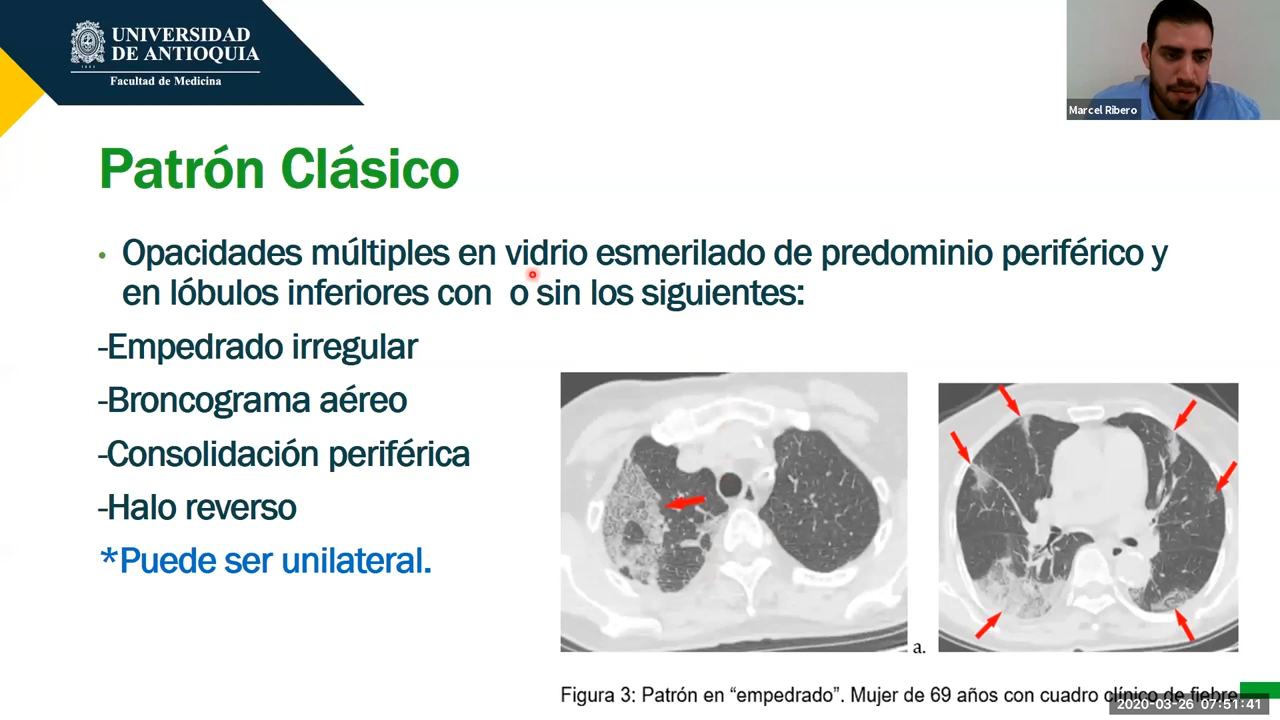 UNIVERSIDAD
DE ANTIOQUIA
Facultad de Medicina
Marcel Ribero
Patrón Clásico
• Opacidades múltiples en vidrio esmerilado de predominio periférico y
en lóbulos inferiores con o sin los siguientes:
-Empedrado irregular
-Broncograma aéreo
-Consolidación periférica
-Halo reverso
*Puede ser unilateral.
a.
Figura 3: Patrón en “empedrado”. Mujer de 69 años con cuadro clínico de fiebre
2020-03-26 07:51:41